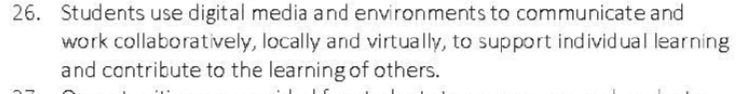 26. Students use digital media and environments to communicate and
work collaboratively, locally and virtually, to support individual learning
and contribute to the learning of others.